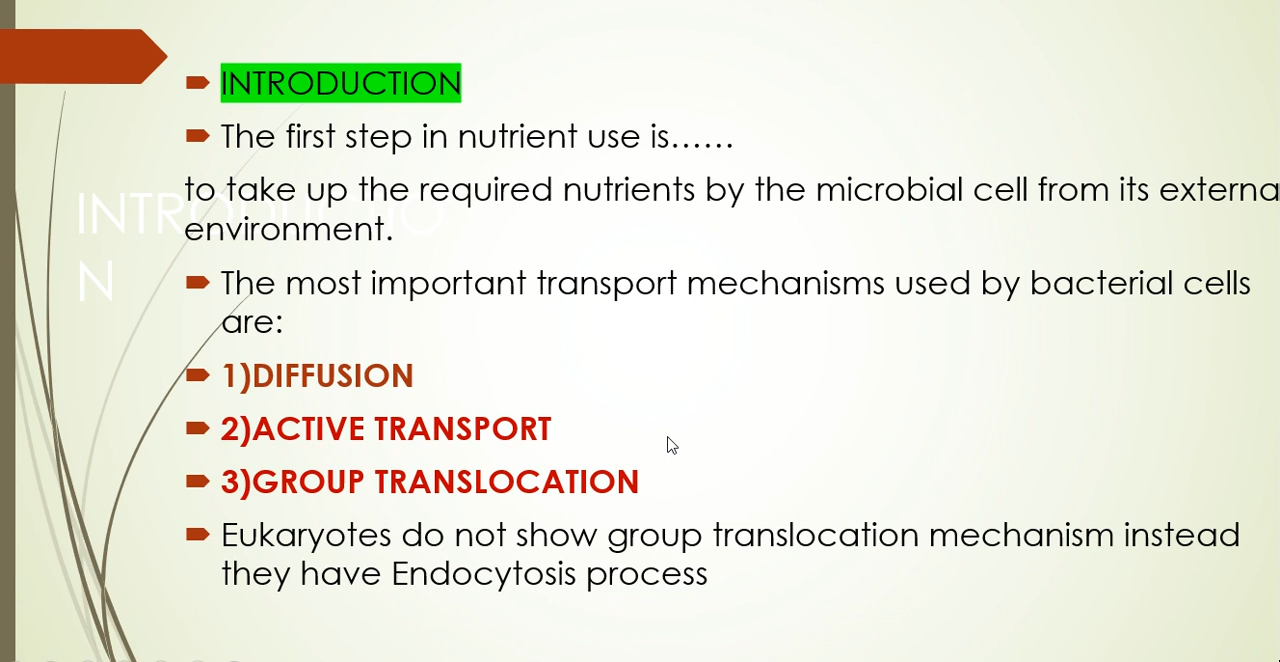 INTRODUCTION
The first step in nutrient use is......
to take up the required nutrients by the microbial cell from its externa
environment.
INTRODUCTIO
N
The most important transport mechanisms used by bacterial cells
are:
1)DIFFUSION
2)ACTIVE TRANSPORT
3)GROUP TRANSLOCATION
Eukaryotes do not show group translocation mechanism instead
they have Endocytosis process